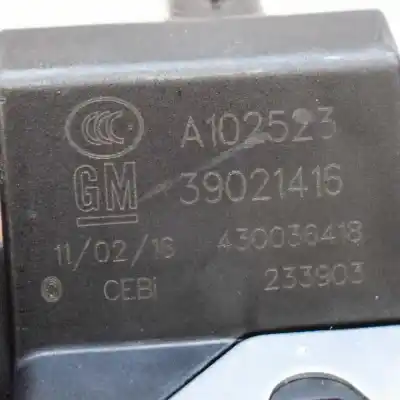 CCC A102523
GM 39021416
11/02/16 430036418
CEBi 233903